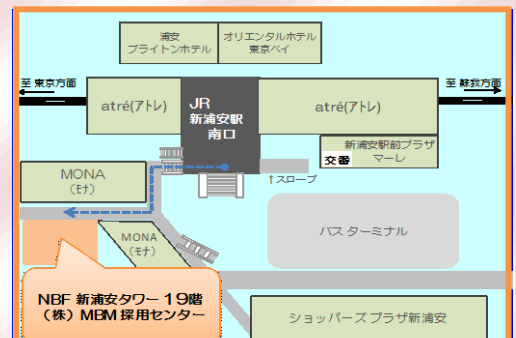 浦安
ブライトンホテル
オリエンタルホテル
東京ベイ
至 東京方面
至 蘇我方面
atré(アトレ)
JR
新浦安駅
南口
atré(アトレ)
新浦安駅前プラザ
マーレ
交番
MONA
(モナ)
↑スロープ
MONA
(モナ)
バス ターミナル
NBF 新浦安タワー 19階
(株) MBM 採用センター
ショッパーズ プラザ新浦安